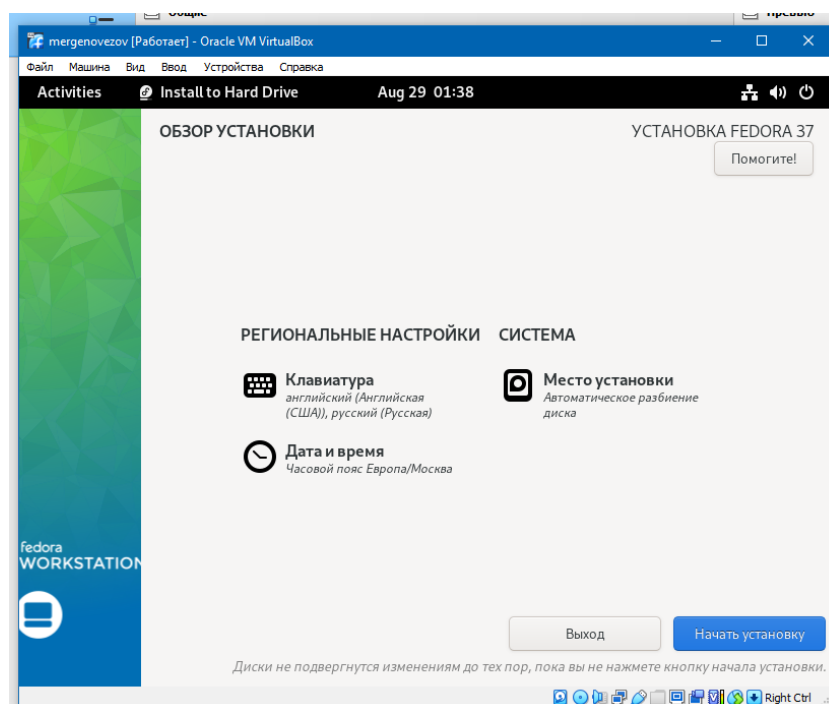 Общие
Превью
mergenovezov [Работает] - Oracle VM VirtualBox
Файл Машина Вид Ввод Устройства Справка
Activities Install to Hard Drive Aug 29 01:38
ОБЗОР УСТАНОВКИ УСТАНОВКА FEDORA 37
Помогите!
РЕГИОНАЛЬНЫЕ НАСТРОЙКИ СИСТЕМА
Клавиатура
английский (Английская
(США)), русский (Русская)
Место установки
Автоматическое разбиение
диска
Дата и время
Часовой пояс Европа/Москва
fedora
WORKSTATION
Выход Начать установку
Диски не подвергнутся изменениям до тех пор, пока вы не нажмете кнопку начала установки.
Right Ctrl